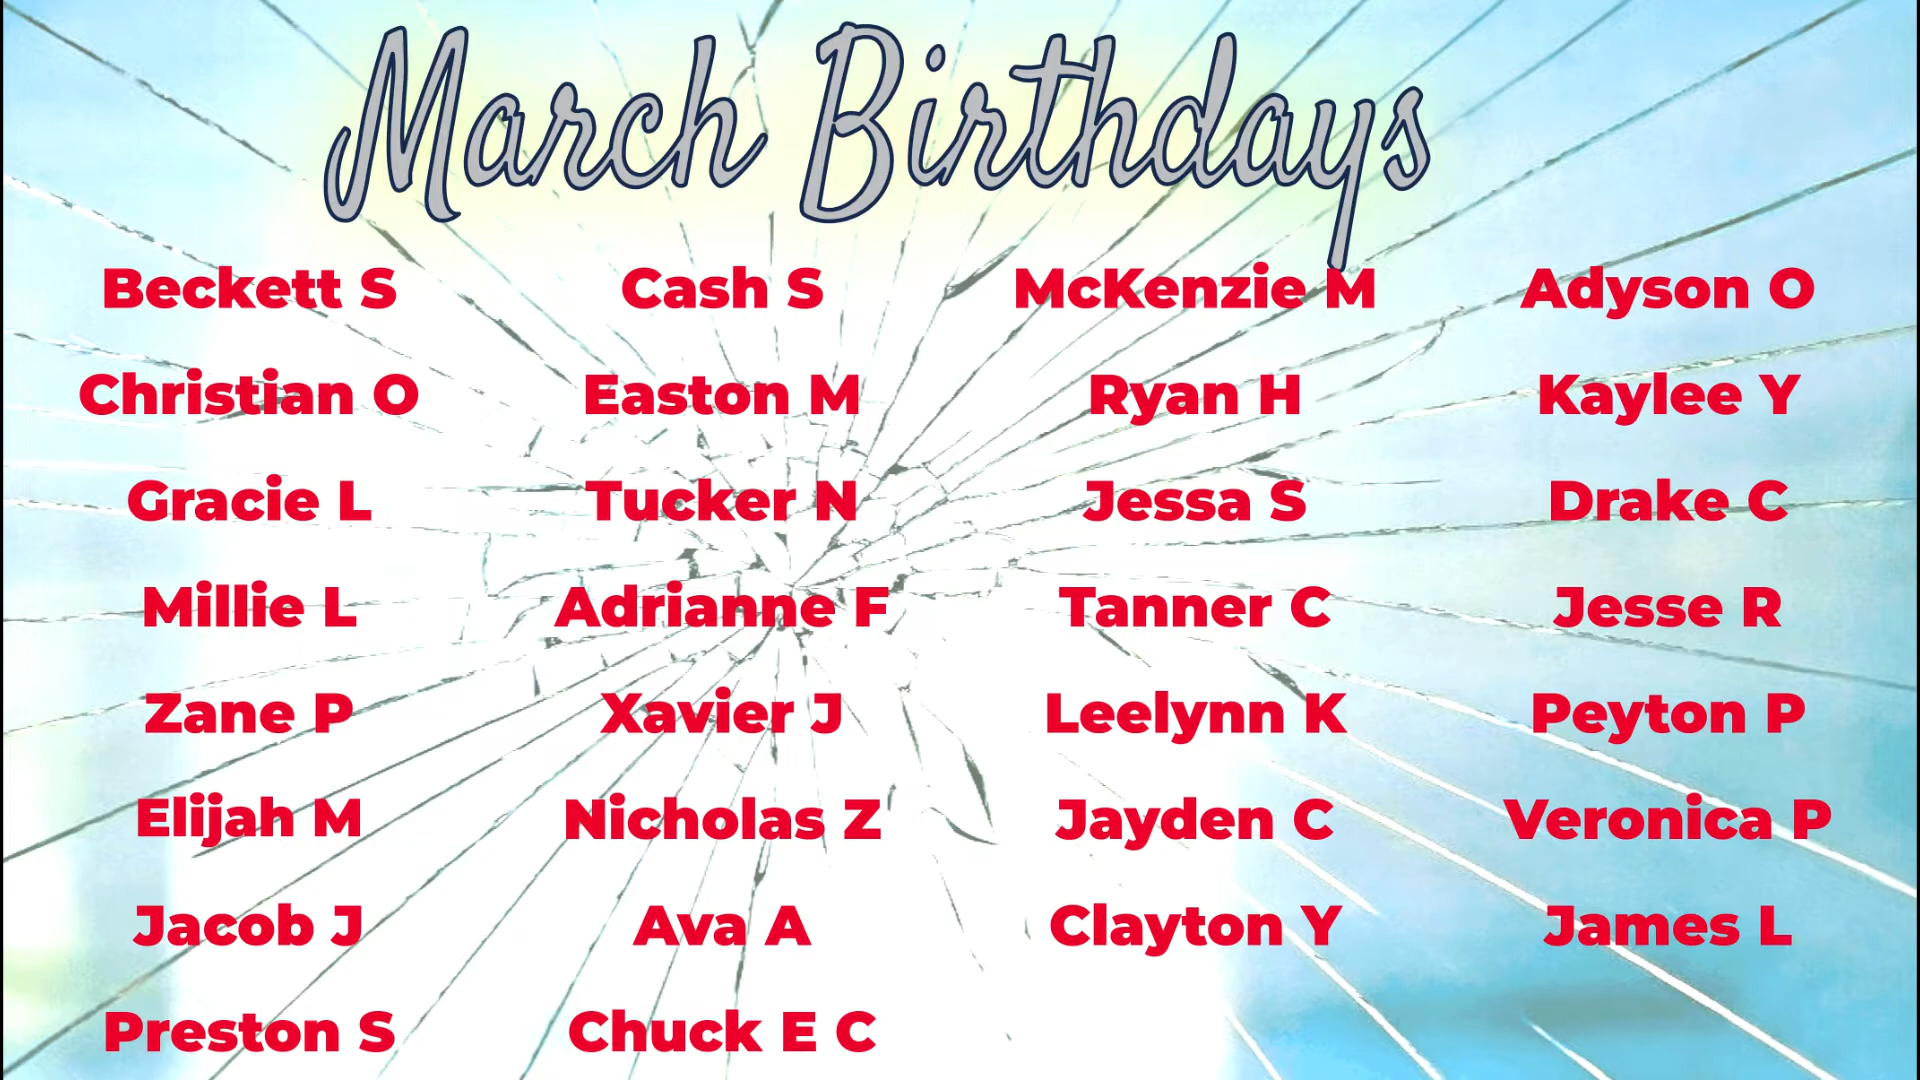 March Birthdays
Beckett S Cash S McKenzie M Adyson O
Christian O Easton M Ryan H Kaylee Y
Gracie L Tucker N Jessa S Drake C
Millie L Adrianne F Tanner C Jesse R
Zane P Xavier J Leelynn K Peyton P
Elijah M Nicholas Z Jayden C Veronica P
Jacob J Ava A Clayton Y James L
Preston S Chuck E C